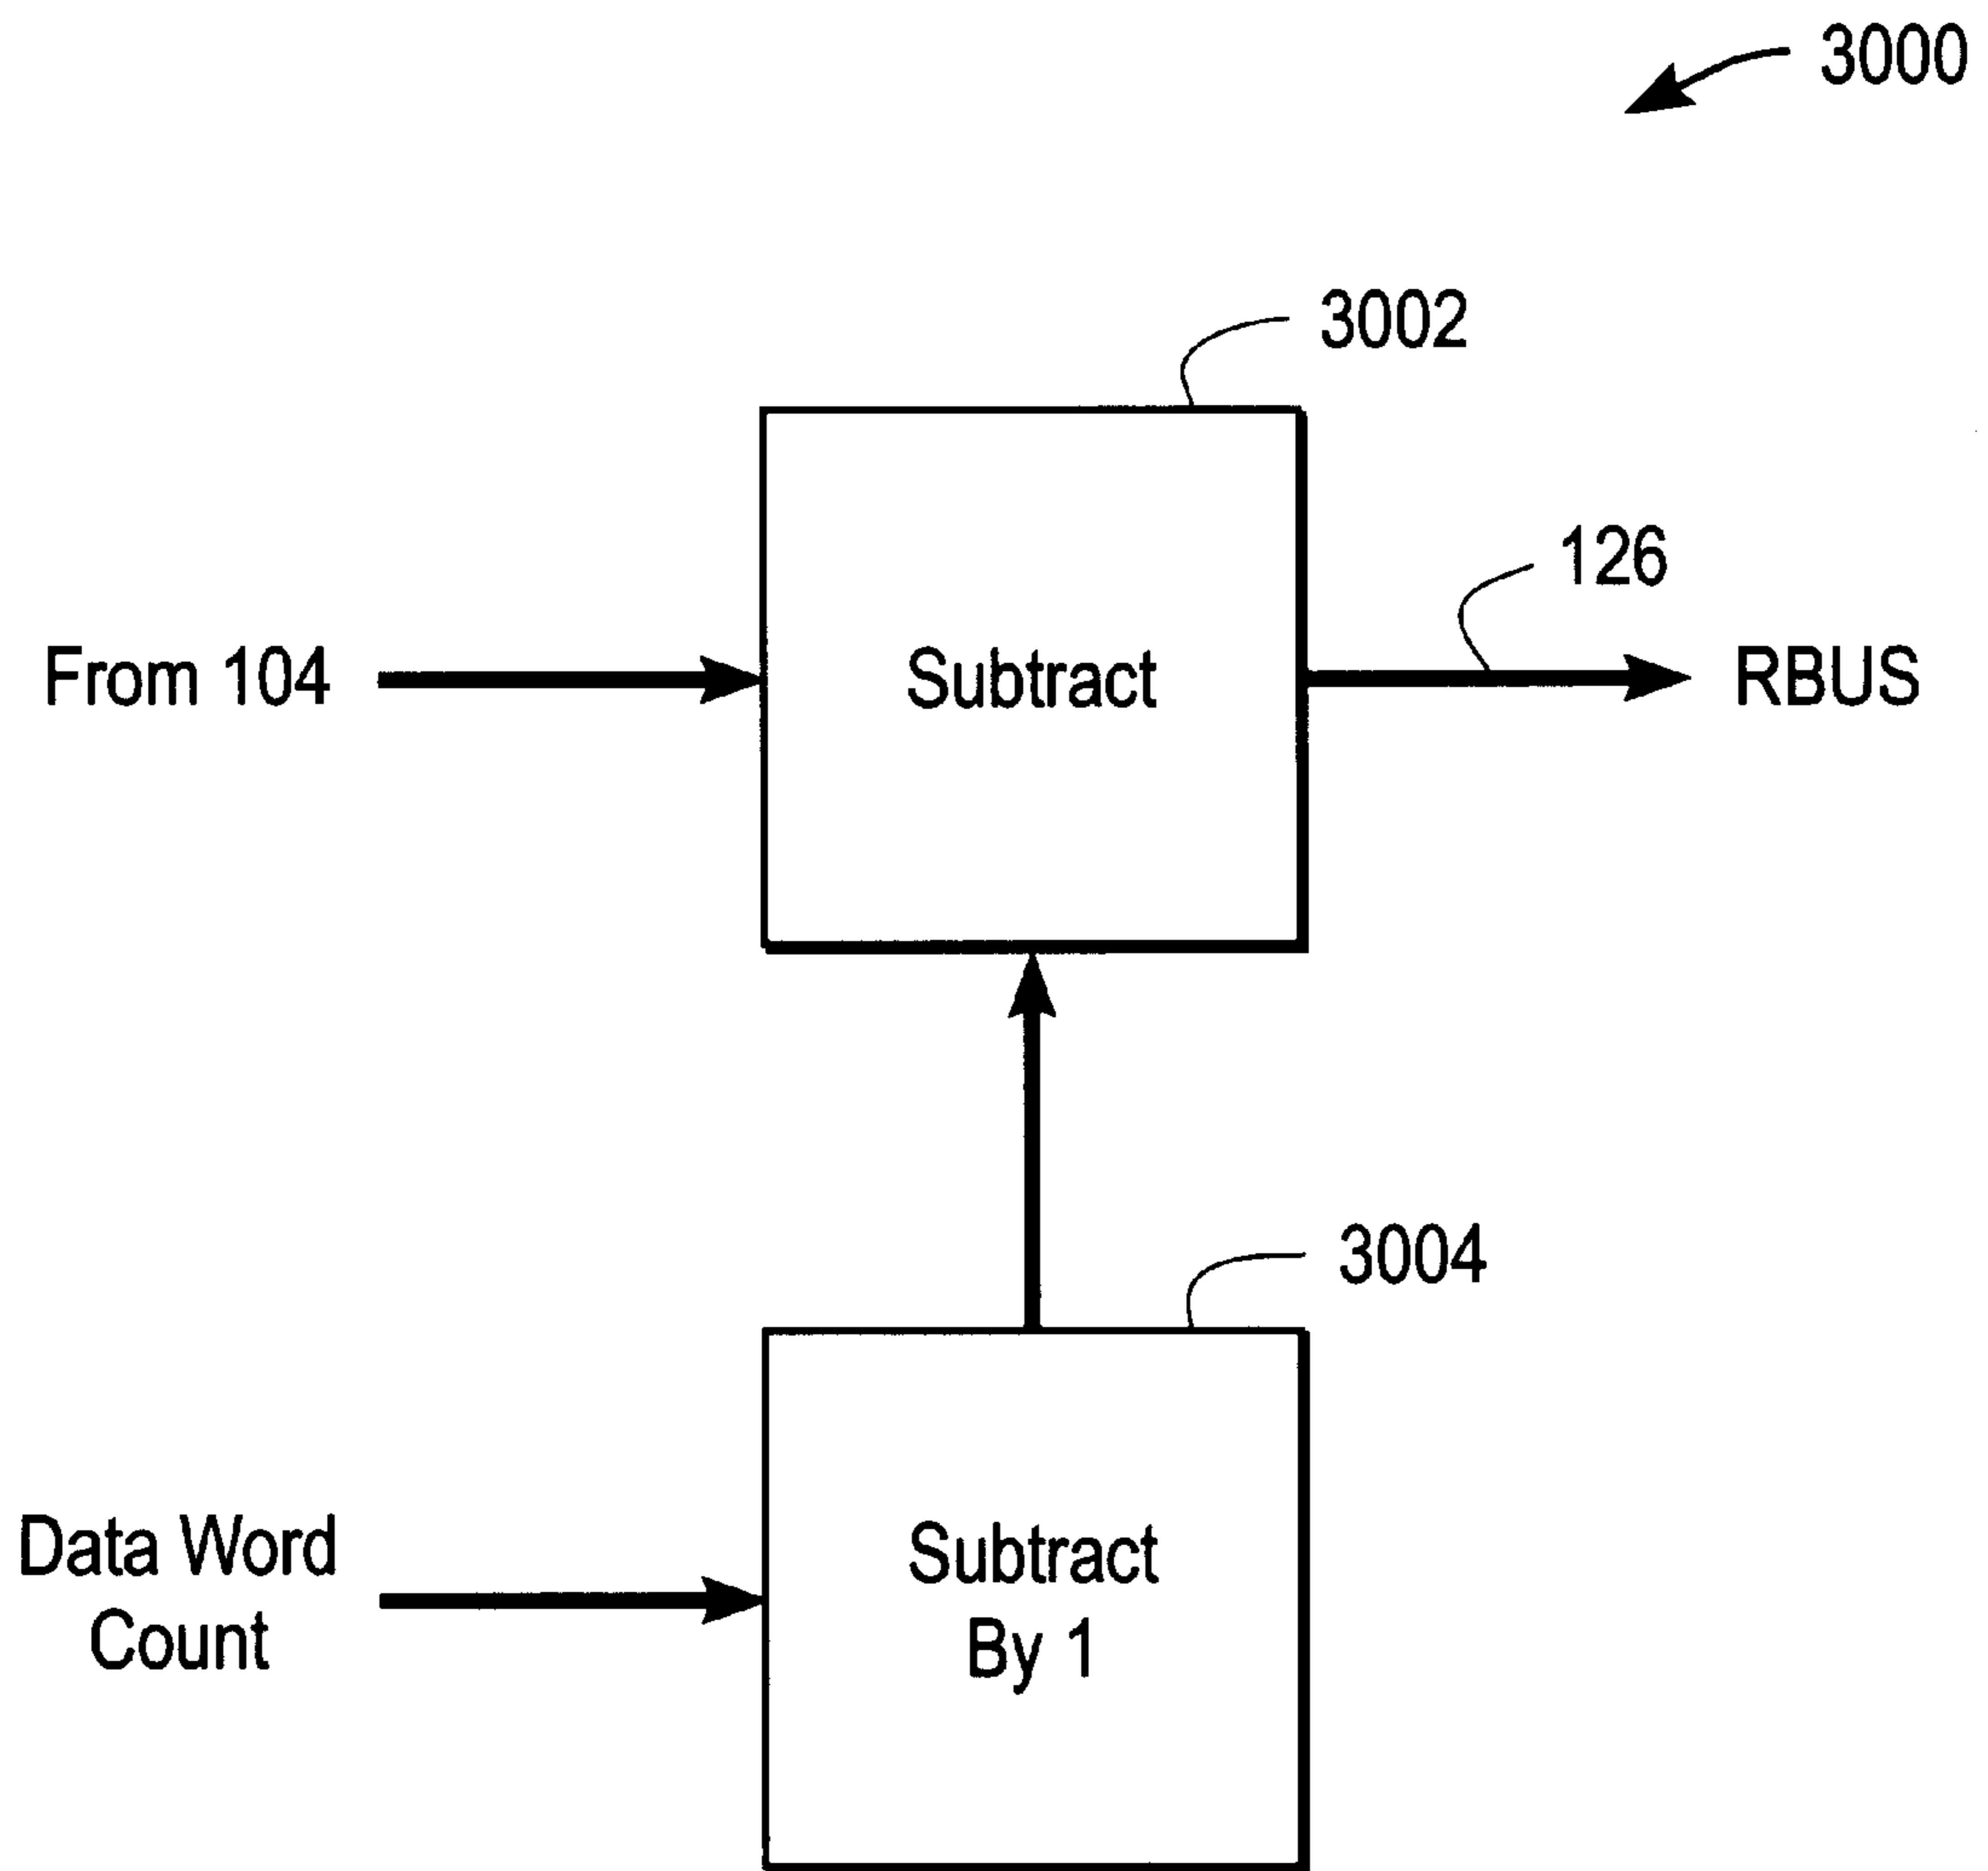 3000
3002
126
From 104
Subtract
RBUS
3004
Data Word
Count
Subtract
By 1